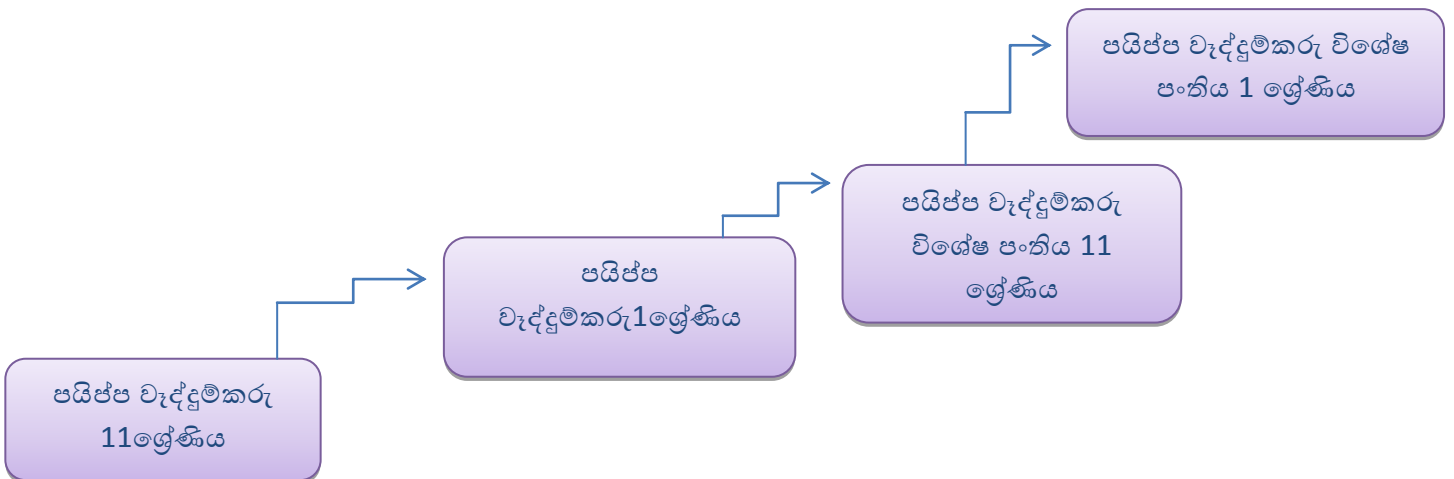 පයිප්ප වෑද්දුම්කරු විශේෂ
පංතිය 1 ශ්‍රේණිය
පයිප්ප වෑද්දුම්කරු
විශේෂ පංතිය 11
ශ්‍රේණිය
පයිප්ප
වෑද්දුම්කරු1ශ්‍රේණිය
පයිප්ප වෑද්දුම්කරු
11ශ්‍රේණිය